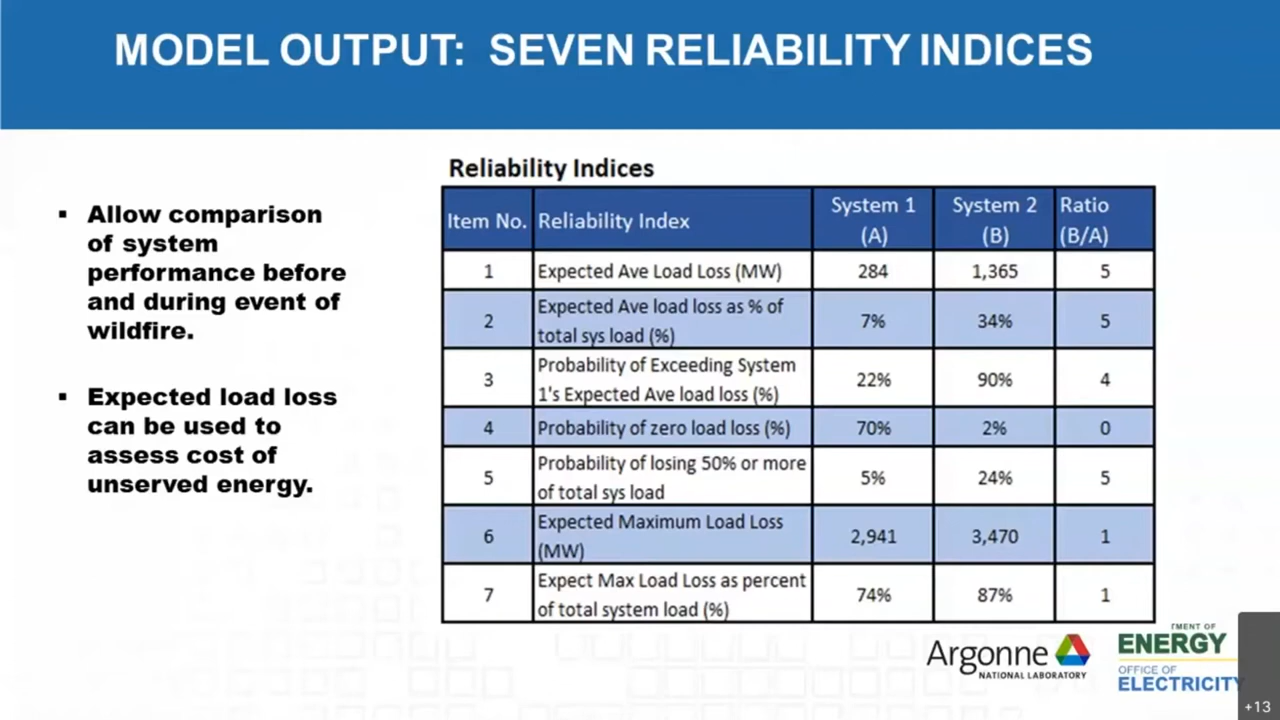 MODEL OUTPUT: SEVEN RELIABILITY INDICES
▪ Allow comparison
of system
performance before
and during event of
wildfire.
▪ Expected load loss
can be used to
assess cost of
unserved energy.
Reliability Indices
Item No. Reliability Index System 1 (A) System 2 (B) Ratio (B/A)
1 Expected Ave Load Loss (MW) 284 1,365 5
2 Expected Ave load loss as % of
total sys load (%) 7% 34% 5
3 Probability of Exceeding System
1's Expected Ave load loss (%) 22% 90% 4
4 Probability of zero load loss (%) 70% 2% 0
5 Probability of losing 50% or more
of total sys load 5% 24% 5
6 Expected Maximum Load Loss
(MW) 2,941 3,470 1
7 Expect Max Load Loss as percent
of total system load (%) 74% 87% 1
Argonne
NATIONAL LABORATORY
TMENT OF
ENERGY
OFFICE OF
ELECTRICITY
+13